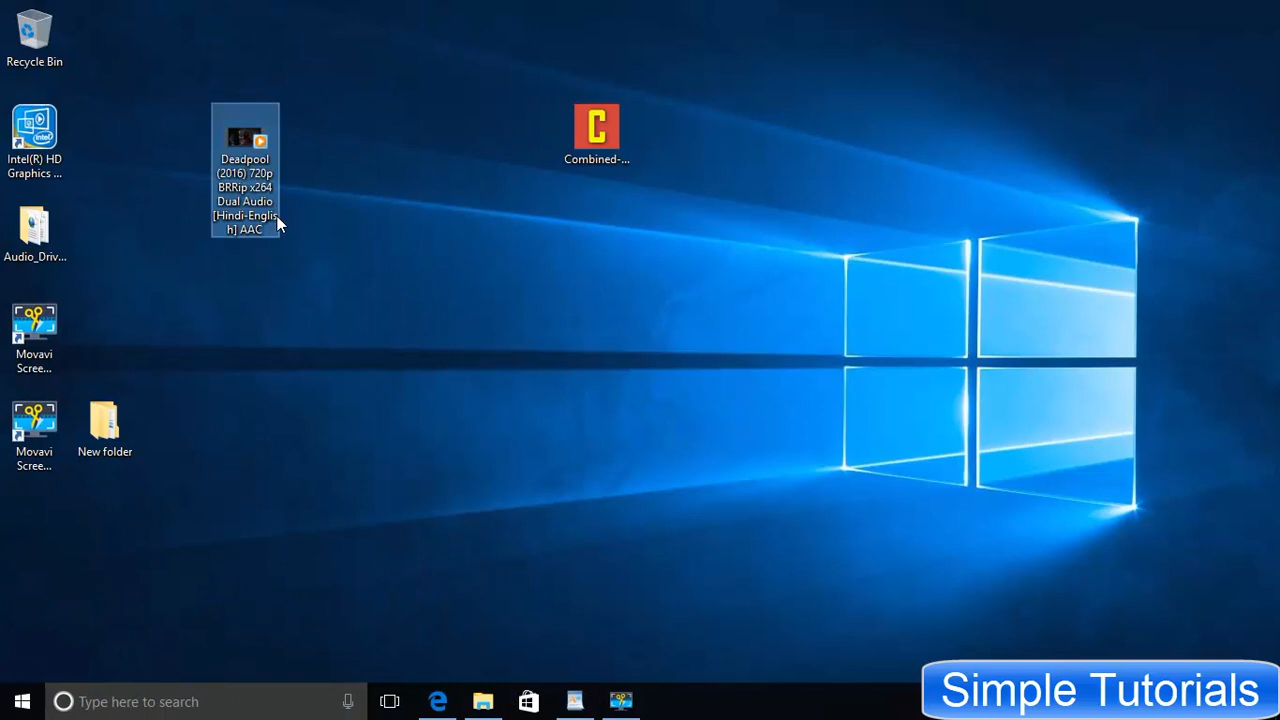 Recycle Bin
Intel(R) HD
Graphics ...
Audio_Driv...
Movavi
Scree...
Movavi
Scree...
New folder
Deadpool
(2016) 720p
BRRip x264
Dual Audio
[Hindi-Englis
h] AAC
C
Combined-...
Type here to search
Simple Tutorials